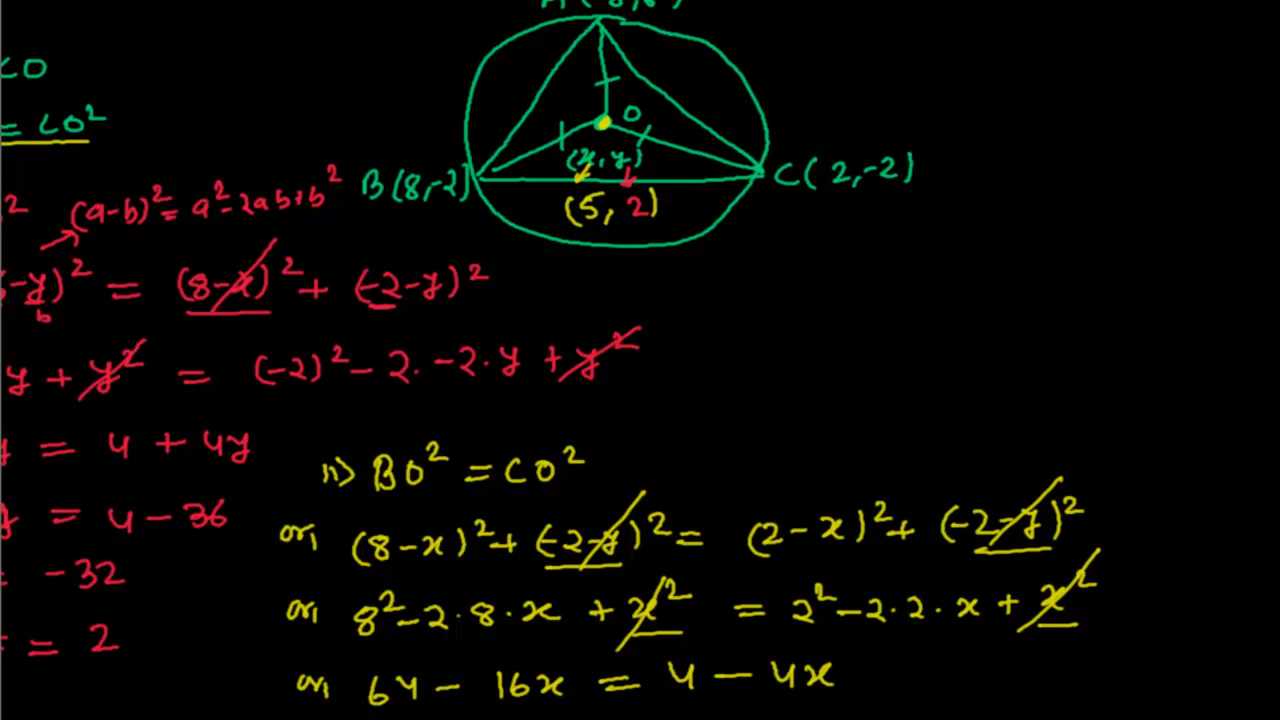 CO
= CO²
O
B(8,-2)
(x, y)
C(2,-2)
(5, 2)
2 (a-b)² = a² - 2ab + b²
-y)² = (8-x)² + (-2-y)²
b
y + y² = (-2)² - 2. -2. y + y²
= 4 + 4y
= 4 - 36
= -32
= 2
ii) BO² = CO²
or, (8-x)² + (-2-y)² = (2-x)² + (-2-y)²
or, 8² - 2.8.x + x² = 2² - 2.2.x + x²
or, 64 - 16x = 4 - 4x